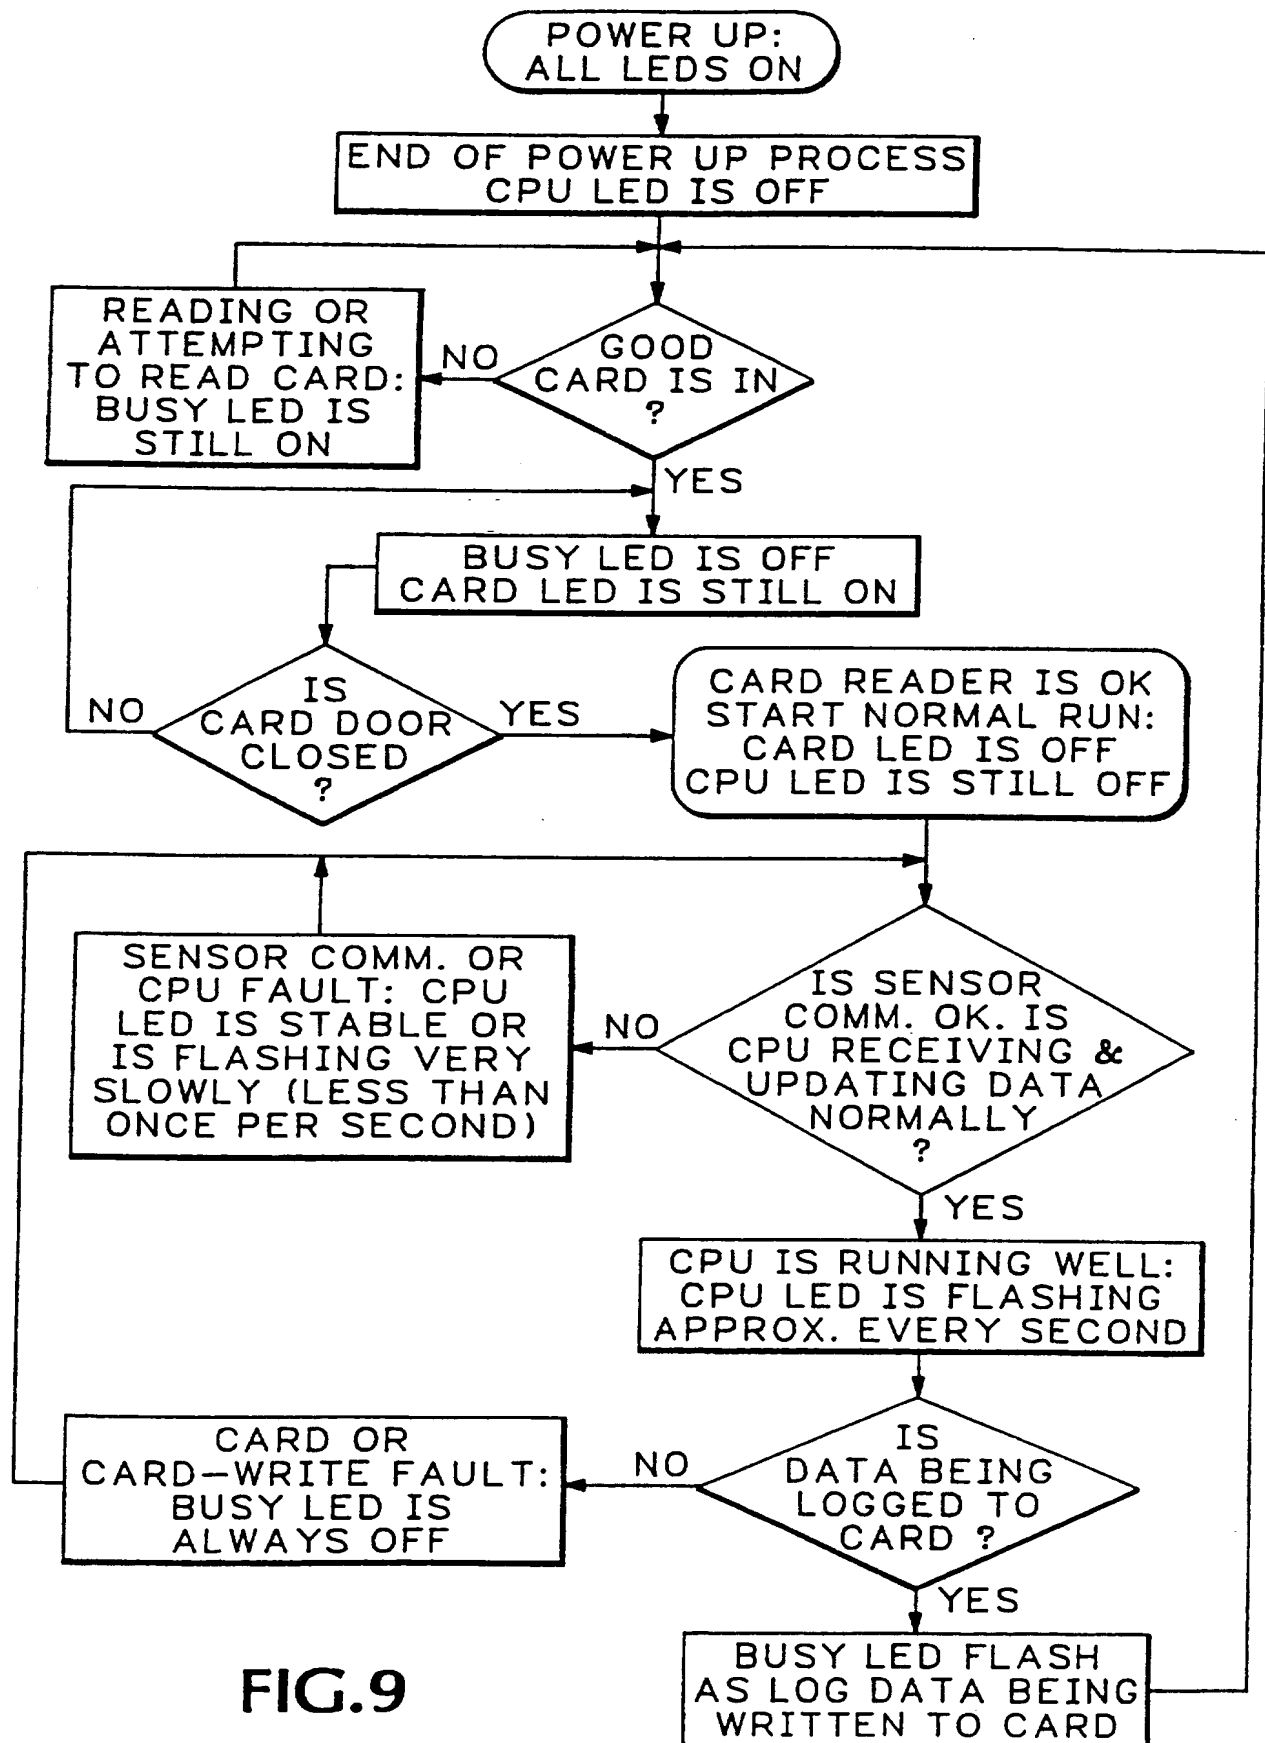 POWER UP:
ALL LEDS ON
END OF POWER UP PROCESS
CPU LED IS OFF
READING OR
ATTEMPTING
TO READ CARD:
BUSY LED IS
STILL ON
NO
GOOD
CARD IS IN
?
YES
BUSY LED IS OFF
CARD LED IS STILL ON
NO
IS
CARD DOOR
CLOSED
?
YES
CARD READER IS OK
START NORMAL RUN:
CARD LED IS OFF
CPU LED IS STILL OFF
SENSOR COMM. OR
CPU FAULT: CPU
LED IS STABLE OR
IS FLASHING VERY
SLOWLY (LESS THAN
ONCE PER SECOND)
NO
IS SENSOR
COMM. OK. IS
CPU RECEIVING &
UPDATING DATA
NORMALLY
?
YES
CPU IS RUNNING WELL:
CPU LED IS FLASHING
APPROX. EVERY SECOND
CARD OR
CARD-WRITE FAULT:
BUSY LED IS
ALWAYS OFF
NO
IS
DATA BEING
LOGGED TO
CARD ?
YES
BUSY LED FLASH
AS LOG DATA BEING
WRITTEN TO CARD
FIG.9